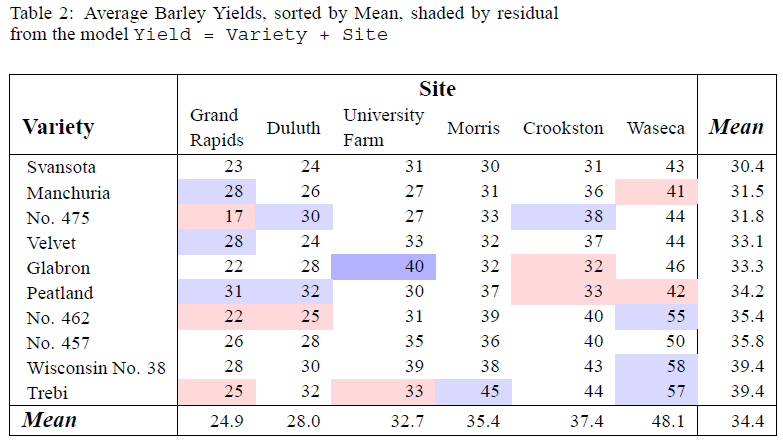 Table 2: Average Barley Yields, sorted by Mean, shaded by residual
from the model Yield = Variety + Site
Site
Variety Grand Rapids Duluth University Farm Morris Crookston Waseca Mean
Svansota 23 24 31 30 31 43 30.4
Manchuria 28 26 27 31 36 41 31.5
No. 475 17 30 27 33 38 44 31.8
Velvet 28 24 33 32 37 44 33.1
Glabron 22 28 40 32 32 46 33.3
Peatland 31 32 30 37 33 42 34.2
No. 462 22 25 31 39 40 55 35.4
No. 457 26 28 35 36 40 50 35.8
Wisconsin No. 38 28 30 39 38 43 58 39.4
Trebi 25 32 33 45 44 57 39.4
Mean 24.9 28.0 32.7 35.4 37.4 48.1 34.4